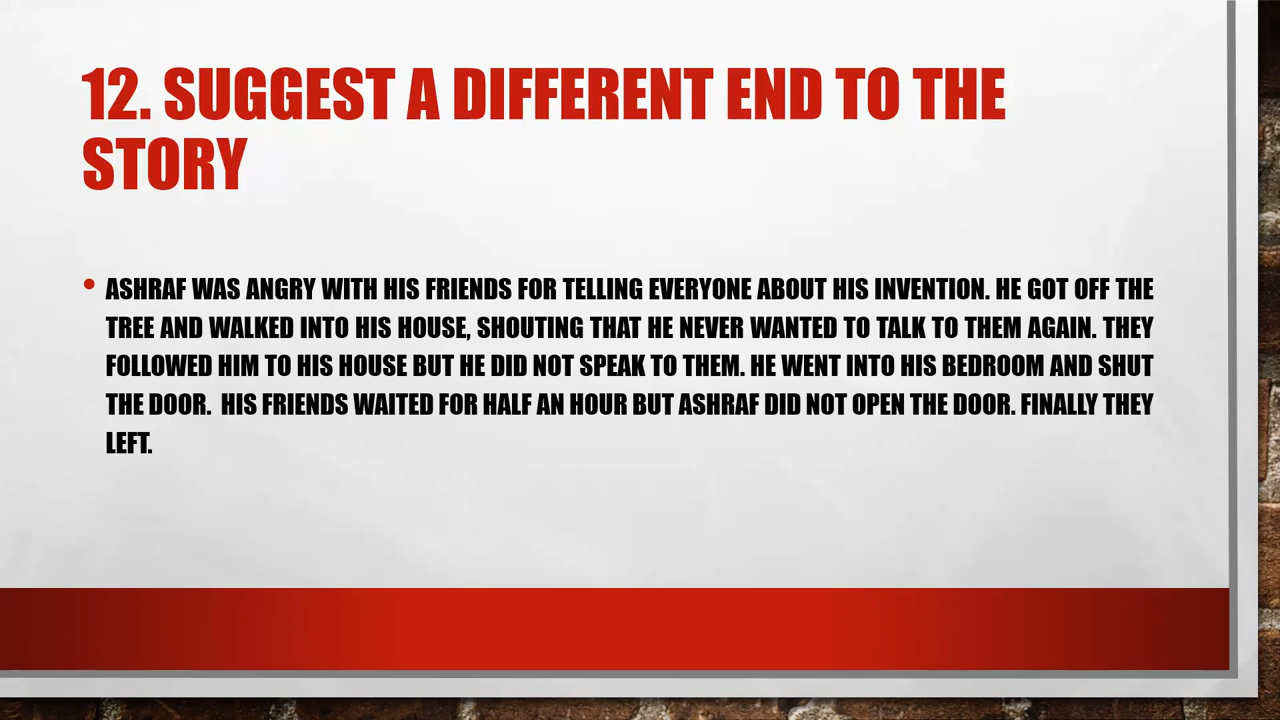 12. SUGGEST A DIFFERENT END TO THE
STORY
• ASHRAF WAS ANGRY WITH HIS FRIENDS FOR TELLING EVERYONE ABOUT HIS INVENTION. HE GOT OFF THE
TREE AND WALKED INTO HIS HOUSE, SHOUTING THAT HE NEVER WANTED TO TALK TO THEM AGAIN. THEY
FOLLOWED HIM TO HIS HOUSE BUT HE DID NOT SPEAK TO THEM. HE WENT INTO HIS BEDROOM AND SHUT
THE DOOR.  HIS FRIENDS WAITED FOR HALF AN HOUR BUT ASHRAF DID NOT OPEN THE DOOR. FINALLY THEY
LEFT.